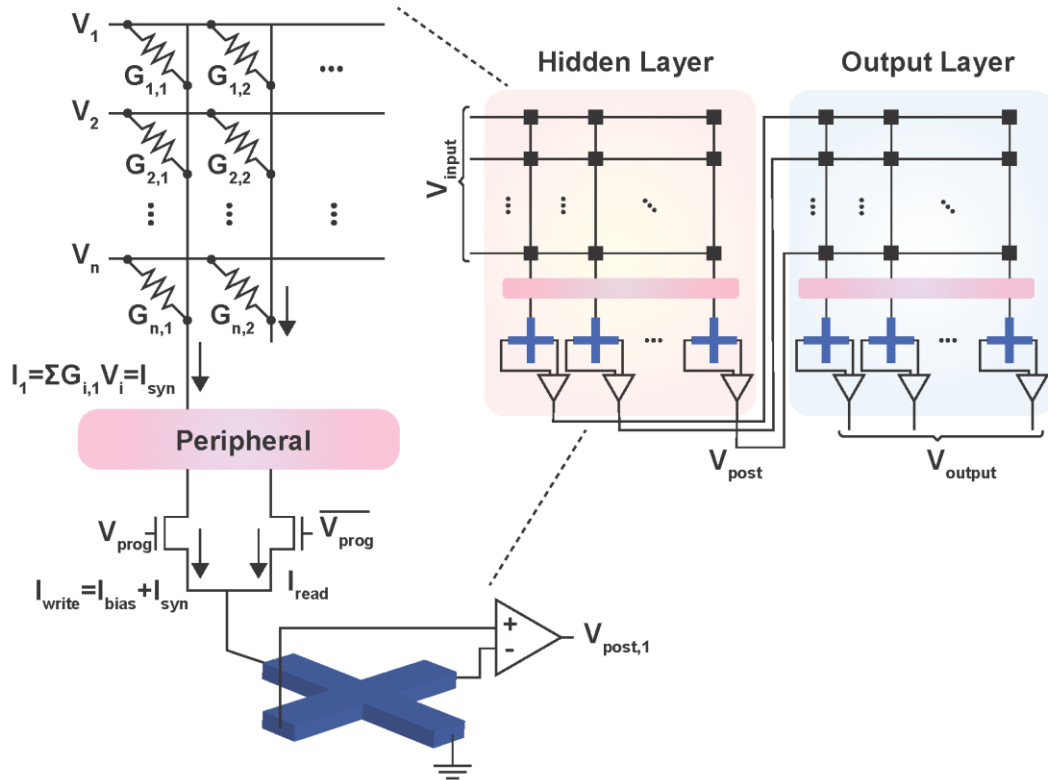 V1
G1,1
G1,2
...
V2
G2,1
G2,2
...
...
...
Vn
Gn,1
Gn,2
I1=ΣGi,1Vi=Isyn
Peripheral
Vprog
V̅p̅r̅o̅g̅
Iwrite=Ibias+Isyn
Iread
+
-
Vpost,1
Hidden Layer
Output Layer
Vinput
...
...
...
...
...
...
...
...
Vpost
Voutput